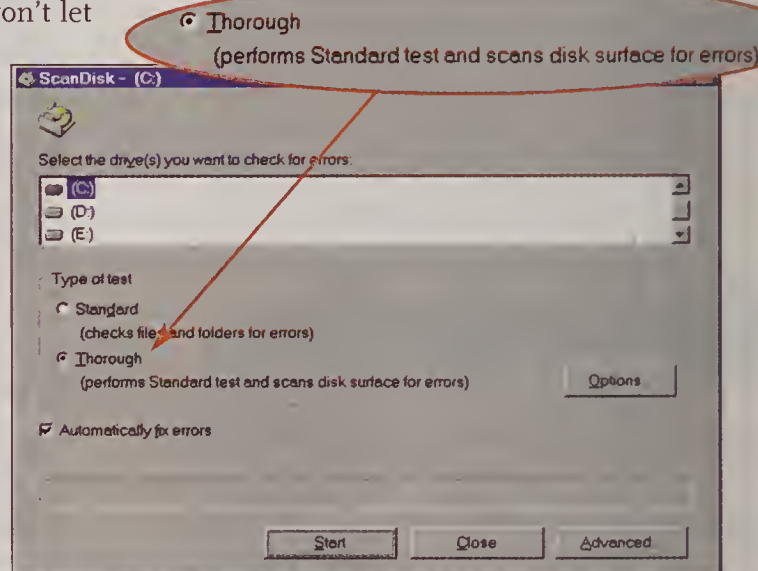 on't let
Thorough
(performs Standard test and scans disk surface for errors)
ScanDisk - (C:)
Select the drive(s) you want to check for errors:
(C:)
(D:)
(E:)
Type of test
Standard
(checks files and folders for errors)
Thorough
(performs Standard test and scans disk surface for errors)
Options...
Automatically fix errors
Start
Close
Advanced...